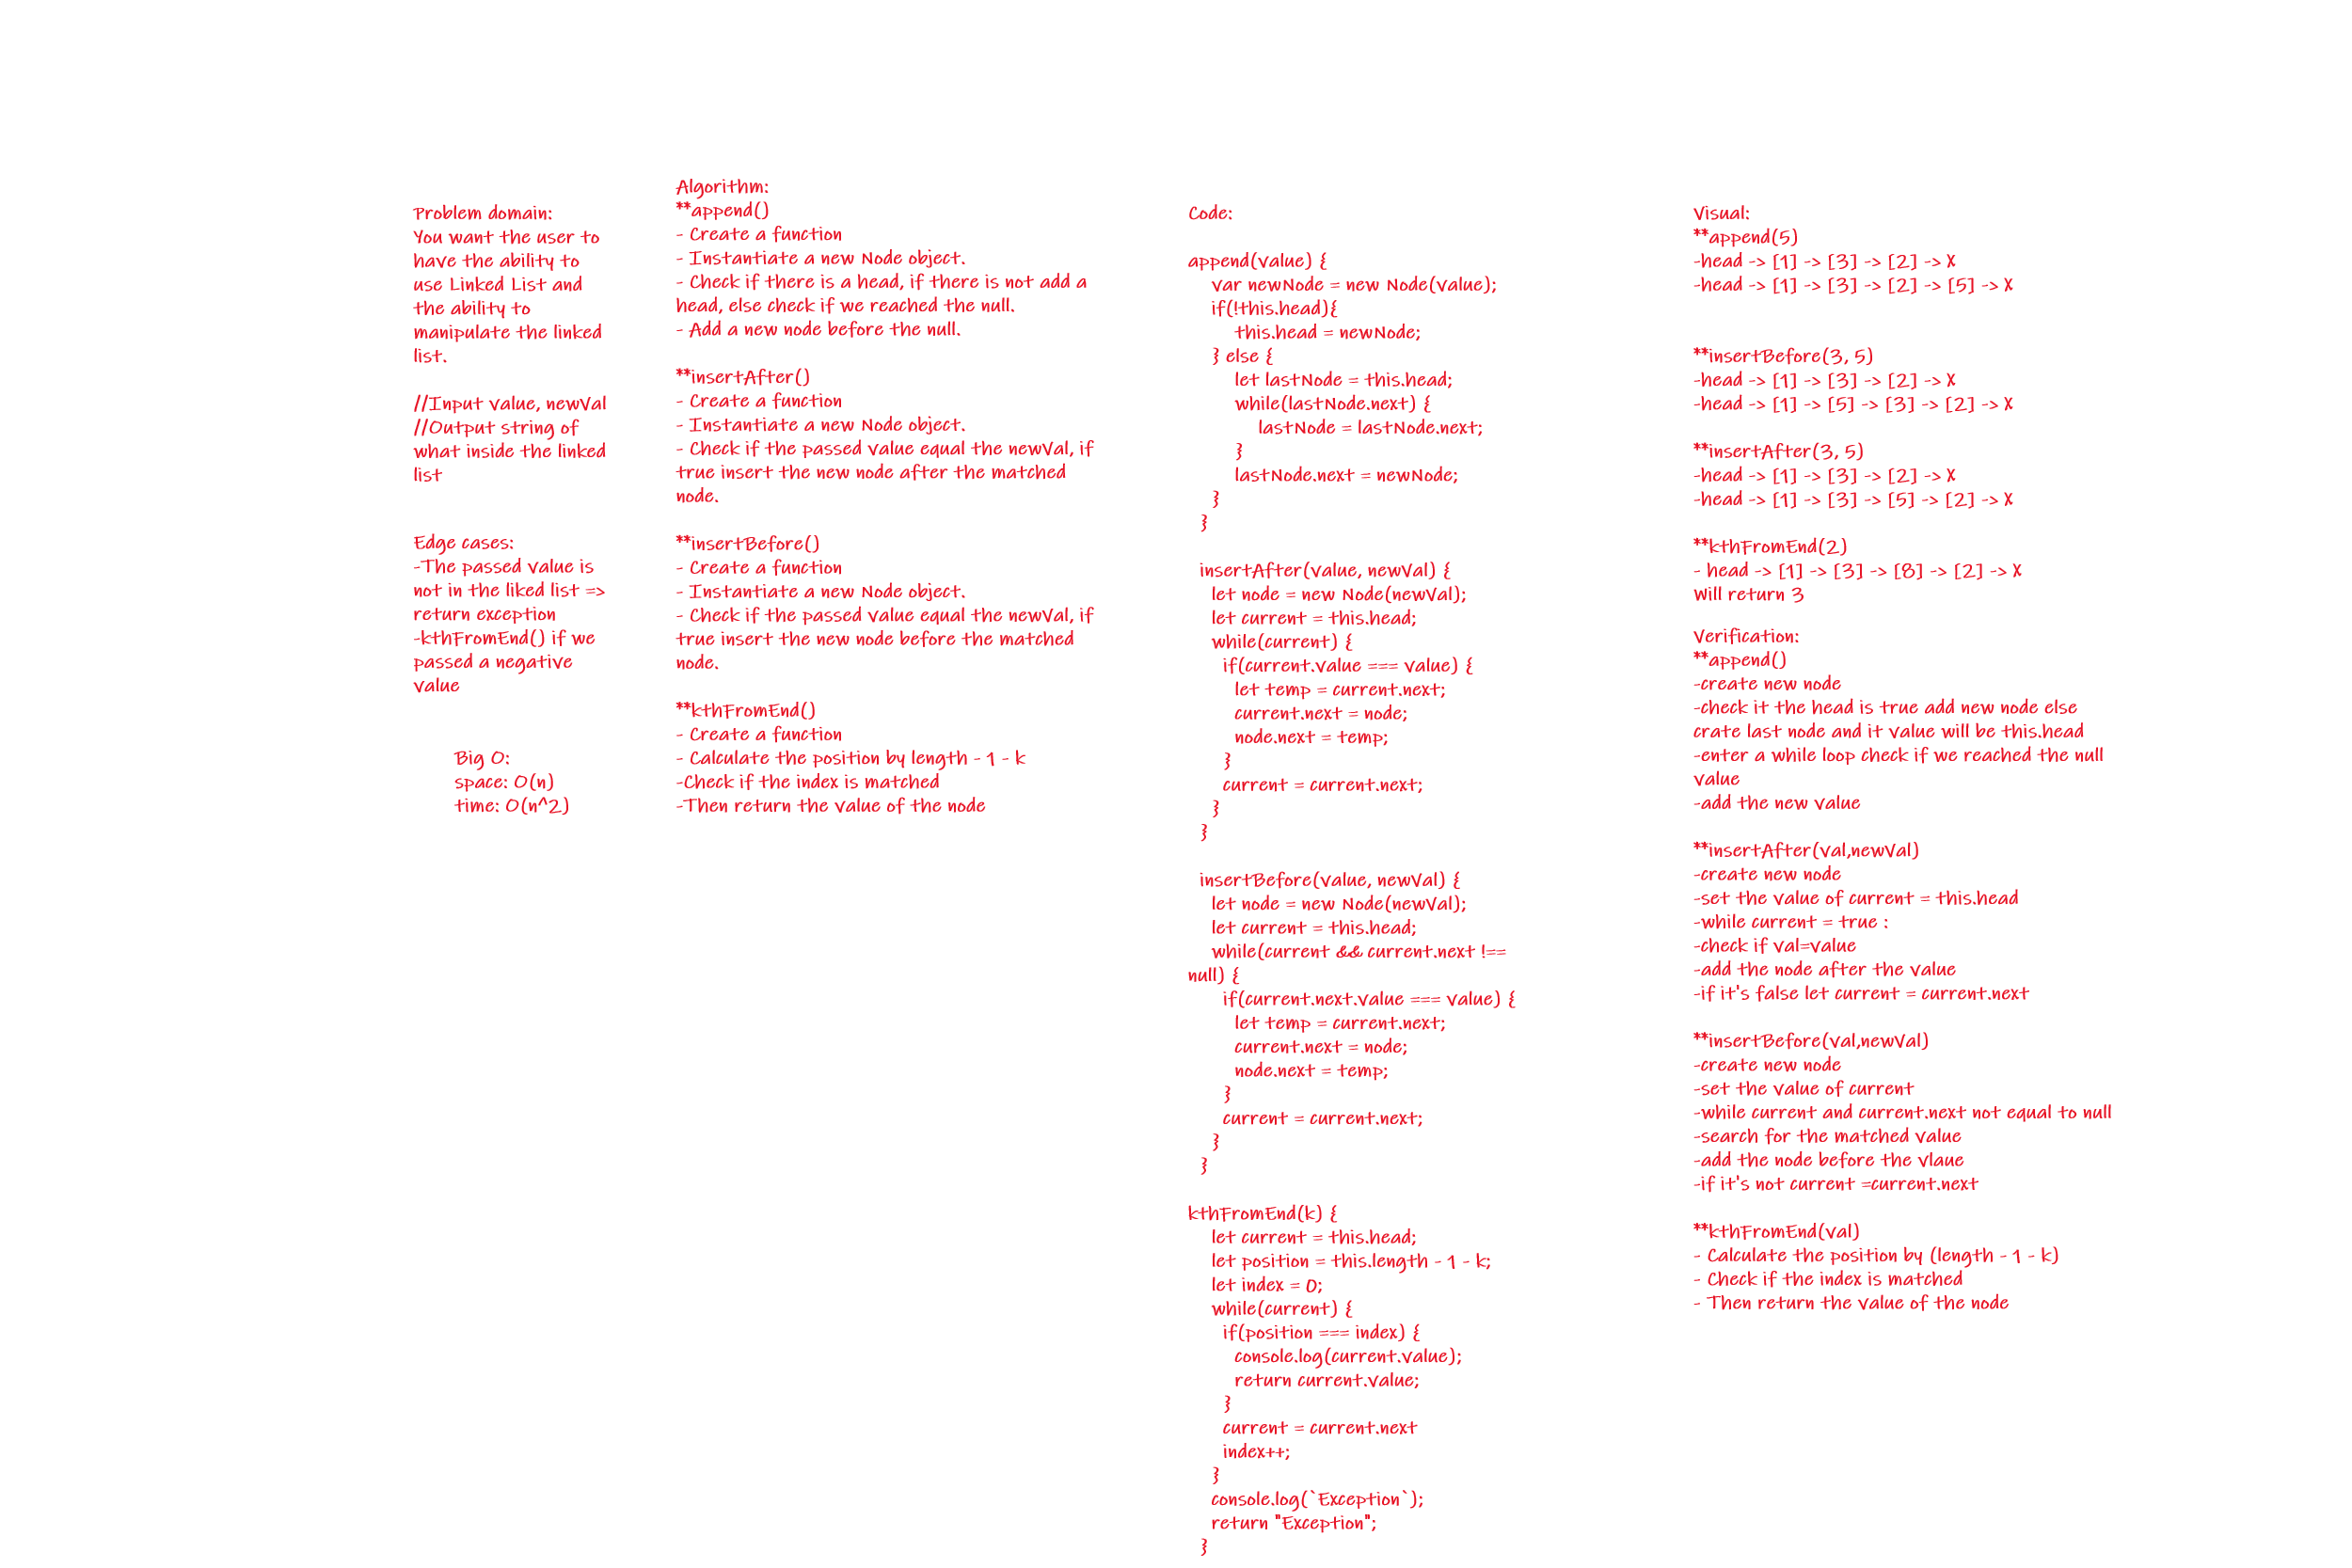 Problem domain:
You want the user to
have the ability to
use Linked List and
the ability to
manipulate the linked
list.
//Input value, newVal
//Output string of
what inside the linked
list
Edge cases:
-The passed value is
not in the liked list =>
return exception
-kthFromEnd() if we
passed a negative
value
Big O:
space: O(n)
time: O(n^2)
Algorithm:
**append()
- Create a function
- Instantiate a new Node object.
- Check if there is a head, if there is not add a
head, else check if we reached the null.
- Add a new node before the null.
**insertAfter()
- Create a function
- Instantiate a new Node object.
- Check if the passed value equal the newVal, if
true insert the new node after the matched
node.
**insertBefore()
- Create a function
- Instantiate a new Node object.
- Check if the passed value equal the newVal, if
true insert the new node before the matched
node.
**kthFromEnd()
- Create a function
- Calculate the position by length - 1 - k
-Check if the index is matched
-Then return the value of the node
Code:
append(value) {
var newNode = new Node(value);
if(!this.head){
this.head = newNode;
} else {
let lastNode = this.head;
while(lastNode.next) {
lastNode = lastNode.next;
}
lastNode.next = newNode;
}
}
insertAfter(value, newVal) {
let node = new Node(newVal);
let current = this.head;
while(current) {
if(current.value === value) {
let temp = current.next;
current.next = node;
node.next = temp;
}
current = current.next;
}
}
insertBefore(value, newVal) {
let node = new Node(newVal);
let current = this.head;
while(current && current.next !==
null) {
if(current.next.value === value) {
let temp = current.next;
current.next = node;
node.next = temp;
}
current = current.next;
}
}
kthFromEnd(k) {
let current = this.head;
let position = this.length - 1 - k;
let index = 0;
while(current) {
if(position === index) {
console.log(current.value);
return current.value;
}
current = current.next
index++;
}
console.log(`Exception`);
return "Exception";
}
Visual:
**append(5)
-head -> [1] -> [3] -> [2] -> X
-head -> [1] -> [3] -> [2] -> [5] -> X
**insertBefore(3, 5)
-head -> [1] -> [3] -> [2] -> X
-head -> [1] -> [5] -> [3] -> [2] -> X
**insertAfter(3, 5)
-head -> [1] -> [3] -> [2] -> X
-head -> [1] -> [3] -> [5] -> [2] -> X
**kthFromEnd(2)
- head -> [1] -> [3] -> [8] -> [2] -> X
Will return 3
Verification:
**append()
-create new node
-check it the head is true add new node else
crate last node and it value will be this.head
-enter a while loop check if we reached the null
value
-add the new value
**insertAfter(val,newVal)
-create new node
-set the value of current = this.head
-while current = true :
-check if val=value
-add the node after the value
-if it's false let current = current.next
**insertBefore(val,newVal)
-create new node
-set the value of current
-while current and current.next not equal to null
-search for the matched value
-add the node before the vlaue
-if it's not current =current.next
**kthFromEnd(val)
- Calculate the position by (length - 1 - k)
- Check if the index is matched
- Then return the value of the node